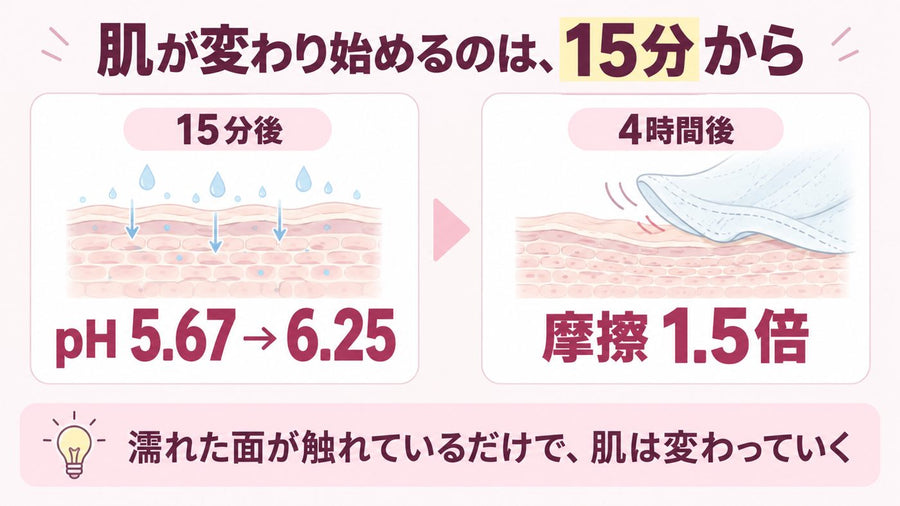 肌が変わり始めるのは、15分から
15分後
pH 5.67→6.25
4時間後
摩擦 1.5倍
濡れた面が触れているだけで、肌は変わっていく